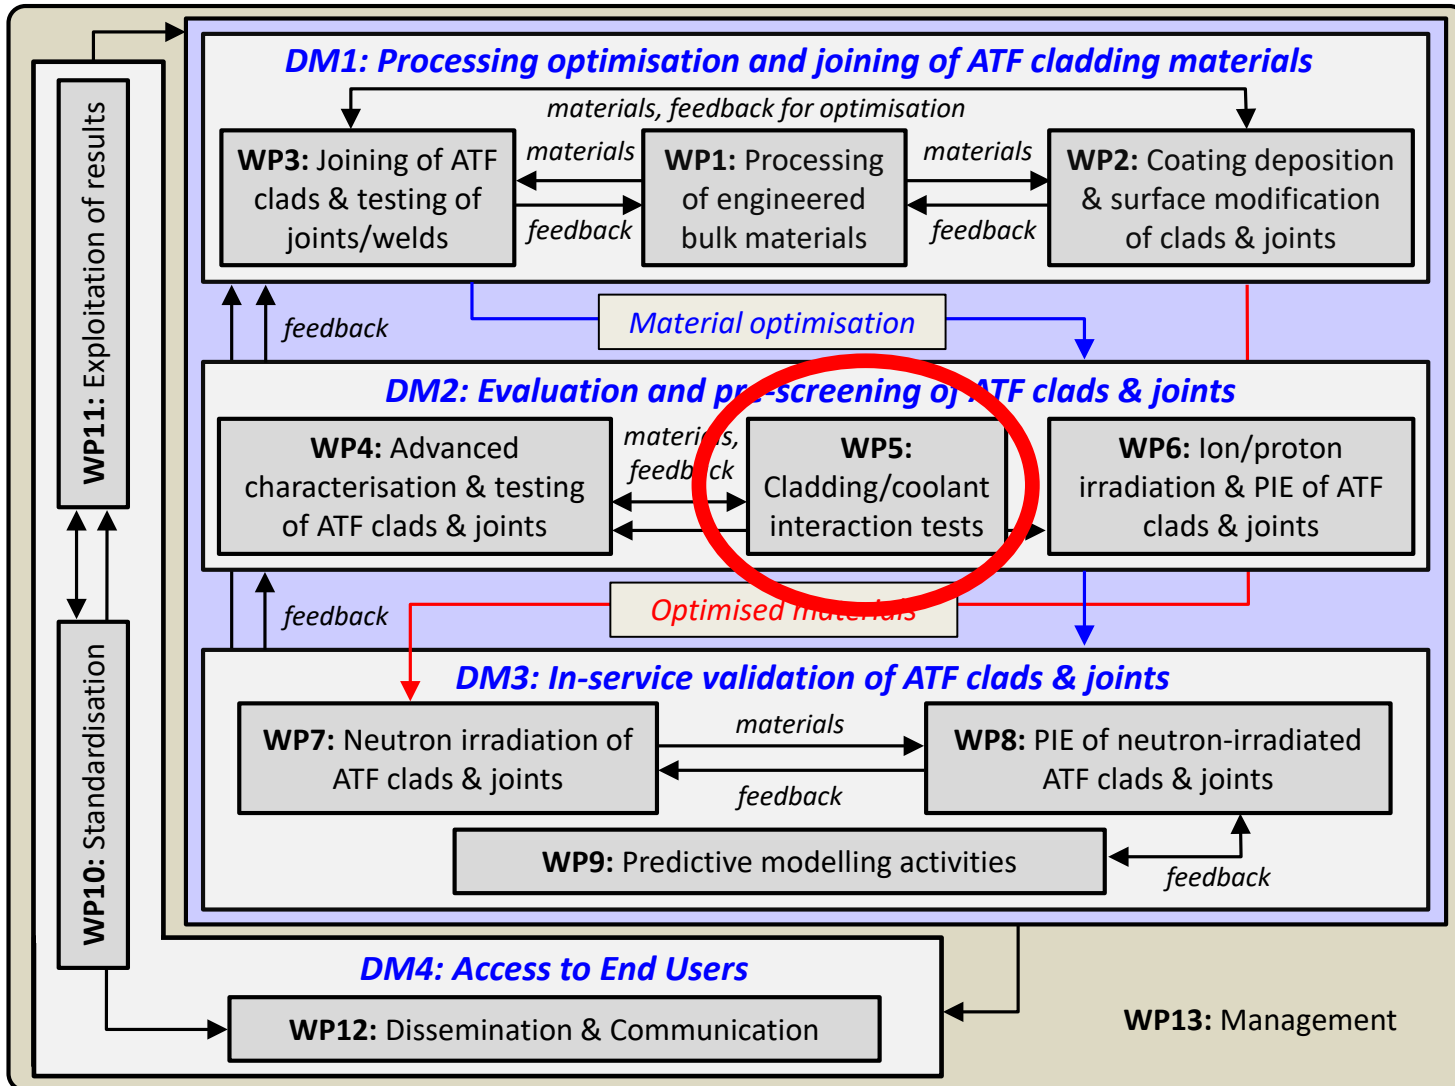 DM1: Processing optimisation and joining of ATF cladding materials
materials, feedback for optimisation
WP3: Joining of ATF
clads & testing of
joints/welds
materials
feedback
WP1: Processing
of engineered
bulk materials
materials
feedback
WP2: Coating deposition
& surface modification
of clads & joints
feedback
Material optimisation
DM2: Evaluation and pre-screening of ATF clads & joints
WP4: Advanced
characterisation & testing
of ATF clads & joints
materials,
feedback
WP5:
Cladding/coolant
interaction tests
WP6: Ion/proton
irradiation & PIE of ATF
clads & joints
feedback
Optimised materials
DM3: In-service validation of ATF clads & joints
WP7: Neutron irradiation of
ATF clads & joints
materials
feedback
WP8: PIE of neutron-irradiated
ATF clads & joints
WP9: Predictive modelling activities
feedback
WP11: Exploitation of results
WP10: Standardisation
DM4: Access to End Users
WP12: Dissemination & Communication
WP13: Management